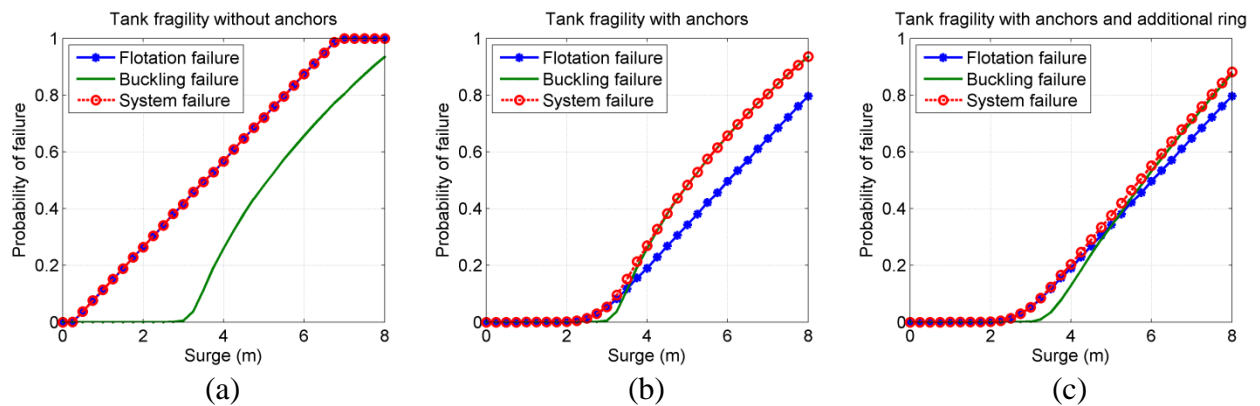 Tank fragility without anchors
1
0.8
0.6
0.4
0.2
0
Probability of failure
Flotation failure
Buckling failure
System failure
0 2 4 6 8
Surge (m)
(a)
Tank fragility with anchors
1
0.8
0.6
0.4
0.2
0
Probability of failure
Flotation failure
Buckling failure
System failure
0 2 4 6 8
Surge (m)
(b)
Tank fragility with anchors and additional ring
1
0.8
0.6
0.4
0.2
0
Probability of failure
Flotation failure
Buckling failure
System failure
0 2 4 6 8
Surge (m)
(c)